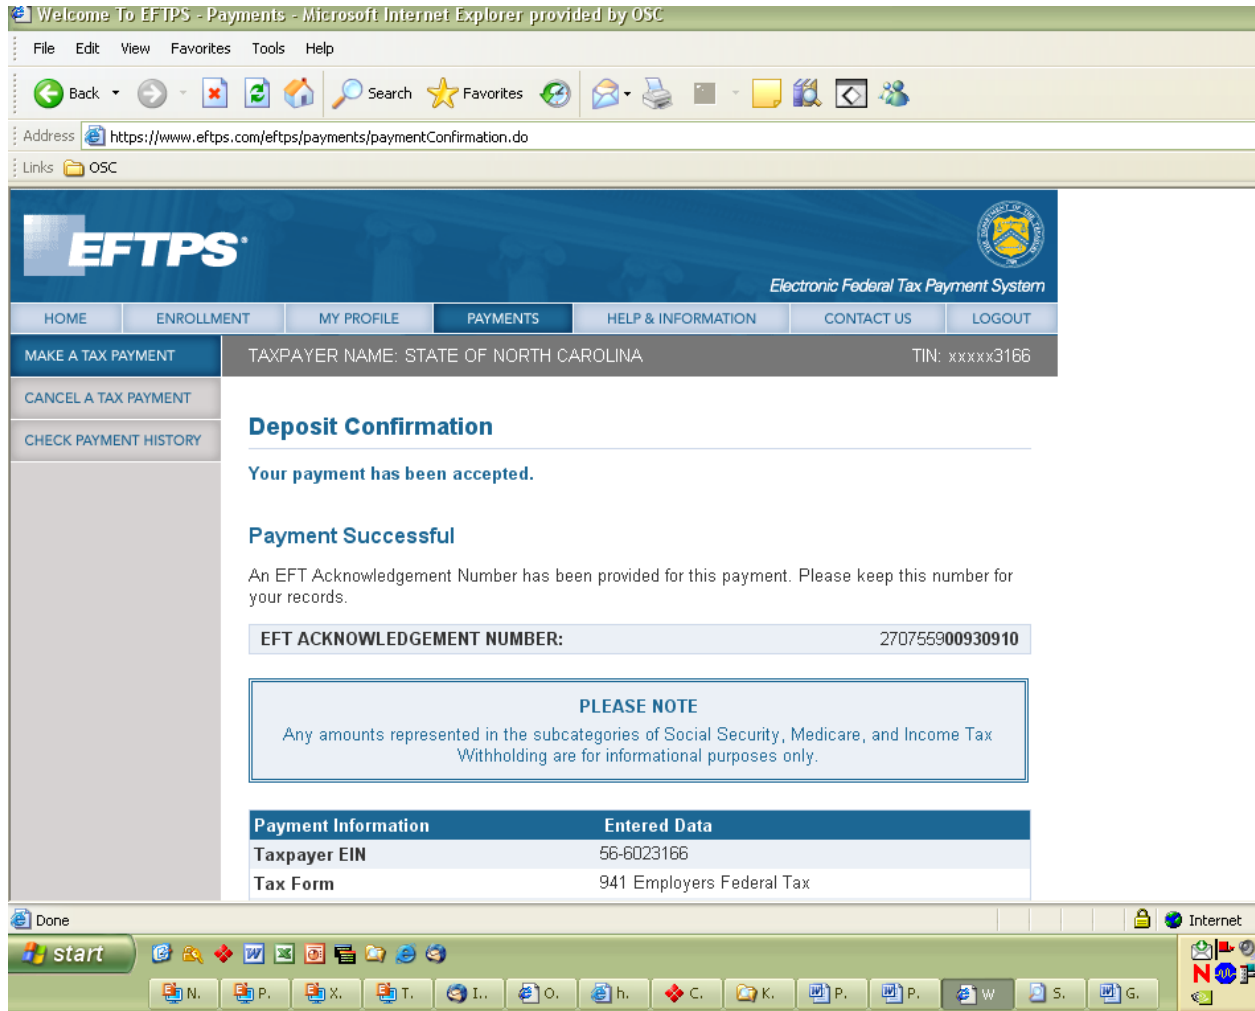 Welcome To EFTPS - Payments - Microsoft Internet Explorer provided by OSC
File Edit View Favorites Tools Help
Back Search Favorites
Address https://www.eftps.com/eftps/payments/paymentConfirmation.do
Links OSC
EFTPS
Electronic Federal Tax Payment System
HOME ENROLLMENT MY PROFILE PAYMENTS HELP & INFORMATION CONTACT US LOGOUT
MAKE A TAX PAYMENT
CANCEL A TAX PAYMENT
CHECK PAYMENT HISTORY
TAXPAYER NAME: STATE OF NORTH CAROLINA TIN: xxxxx3166
Deposit Confirmation
Your payment has been accepted.
Payment Successful
An EFT Acknowledgement Number has been provided for this payment. Please keep this number for
your records.
EFT ACKNOWLEDGEMENT NUMBER: 270755900930910
PLEASE NOTE
Any amounts represented in the subcategories of Social Security, Medicare, and Income Tax
Withholding are for informational purposes only.
Payment Information Entered Data
Taxpayer EIN 56-6023166
Tax Form 941 Employers Federal Tax
Done Internet
start
N. P. X. T. I.. O. h. C. K. P. P. W S. G.